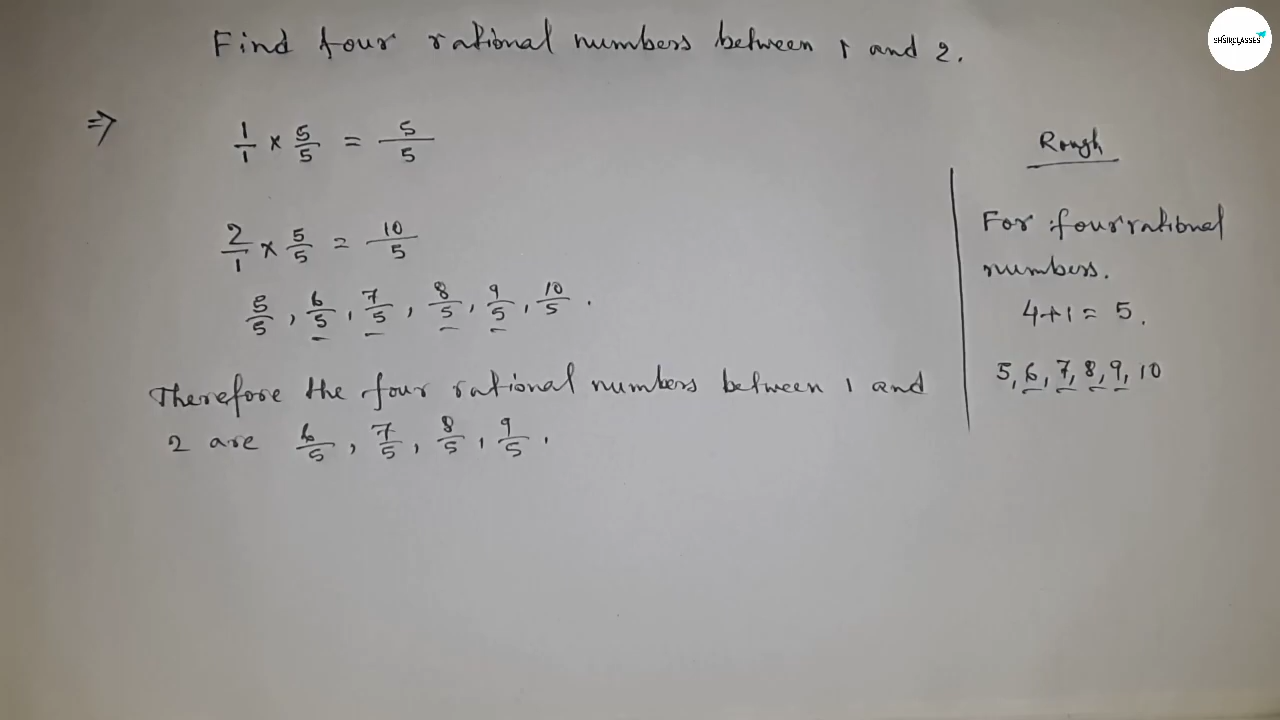 Find four rational numbers between 1 and 2.
SHSIRCLASSES
⇒ 1/1 × 5/5 = 5/5
2/1 × 5/5 = 10/5
5/5, 6/5, 7/5, 8/5, 9/5, 10/5.
Therefore the four rational numbers between 1 and
2 are 6/5, 7/5, 8/5, 9/5.
Rough
For four rational
numbers.
4+1= 5.
5, 6, 7, 8, 9, 10